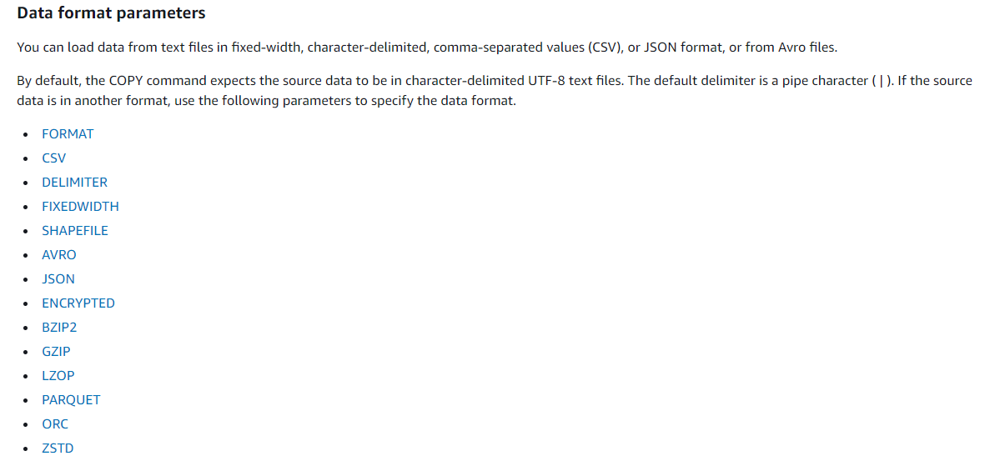 Data format parameters
You can load data from text files in fixed-width, character-delimited, comma-separated values (CSV), or JSON format, or from Avro files.
By default, the COPY command expects the source data to be in character-delimited UTF-8 text files. The default delimiter is a pipe character ( | ). If the source
data is in another format, use the following parameters to specify the data format.
• FORMAT
• CSV
• DELIMITER
• FIXEDWIDTH
• SHAPEFILE
• AVRO
• JSON
• ENCRYPTED
• BZIP2
• GZIP
• LZOP
• PARQUET
• ORC
• ZSTD